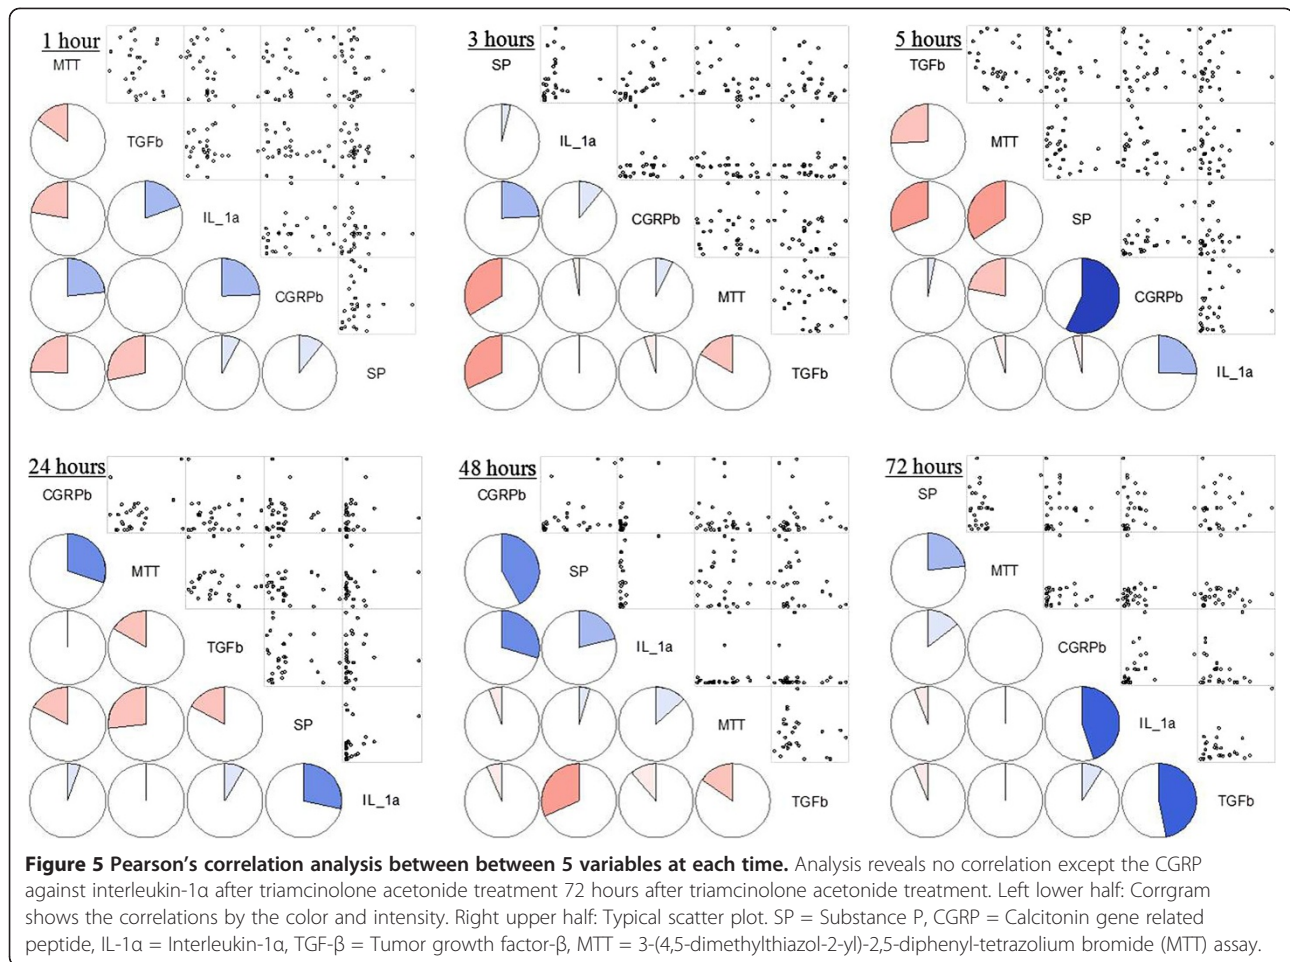 1 hour
MTT
TGFb
IL_1a
CGRPb
SP
3 hours
SP
IL_1a
CGRPb
MTT
TGFb
5 hours
TGFb
MTT
SP
CGRPb
IL_1a
24 hours
CGRPb
MTT
TGFb
SP
IL_1a
48 hours
CGRPb
SP
IL_1a
MTT
TGFb
72 hours
SP
MTT
CGRPb
IL_1a
TGFb
Figure 5 Pearson's correlation analysis between between 5 variables at each time. Analysis reveals no correlation except the CGRP
against interleukin-1α after triamcinolone acetonide treatment 72 hours after triamcinolone acetonide treatment. Left lower half: Corrgram
shows the correlations by the color and intensity. Right upper half: Typical scatter plot. SP = Substance P, CGRP = Calcitonin gene related
peptide, IL-1α = Interleukin-1α, TGF-β = Tumor growth factor-β, MTT = 3-(4,5-dimethylthiazol-2-yl)-2,5-diphenyl-tetrazolium bromide (MTT) assay.